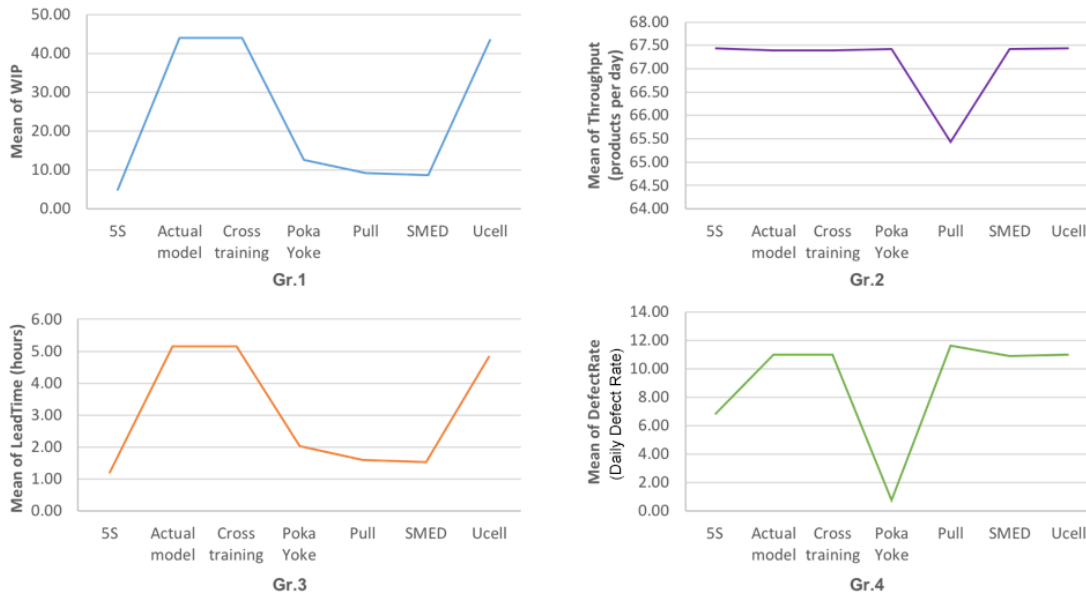 Mean of WIP
50.00
40.00
30.00
20.00
10.00
0.00
5S
Actual model
Cross training
Poka Yoke
Pull
SMED
Ucell
Gr.1
Mean of Throughput
(products per day)
68.00
67.50
67.00
66.50
66.00
65.50
65.00
64.50
64.00
5S
Actual model
Cross training
Poka Yoke
Pull
SMED
Ucell
Gr.2
Mean of LeadTime (hours)
6.00
5.00
4.00
3.00
2.00
1.00
0.00
5S
Actual model
Cross training
Poka Yoke
Pull
SMED
Ucell
Gr.3
Mean of DefectRate
(Daily Defect Rate)
14.00
12.00
10.00
8.00
6.00
4.00
2.00
0.00
5S
Actual model
Cross training
Poka Yoke
Pull
SMED
Ucell
Gr.4